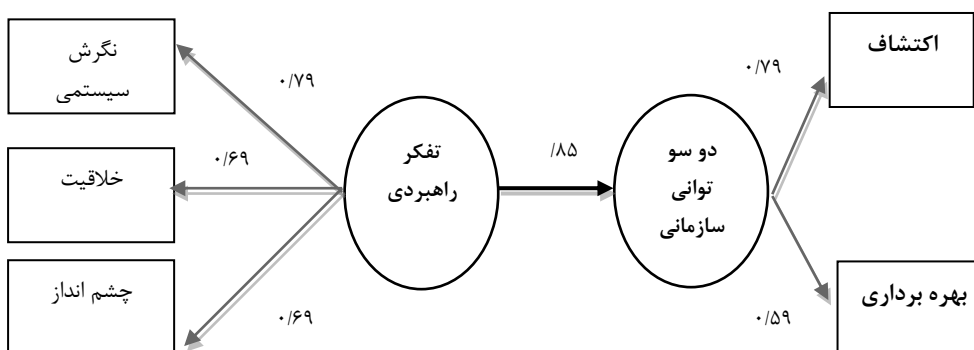 اکتشاف
۰/۷۹
دو سو
توانی
سازمانی
/۸۵
تفکر
راهبردی
۰/۷۹
نگرش
سیستمی
۰/۶۹
خلاقیت
۰/۶۹
چشم انداز
۰/۵۹
بهره برداری